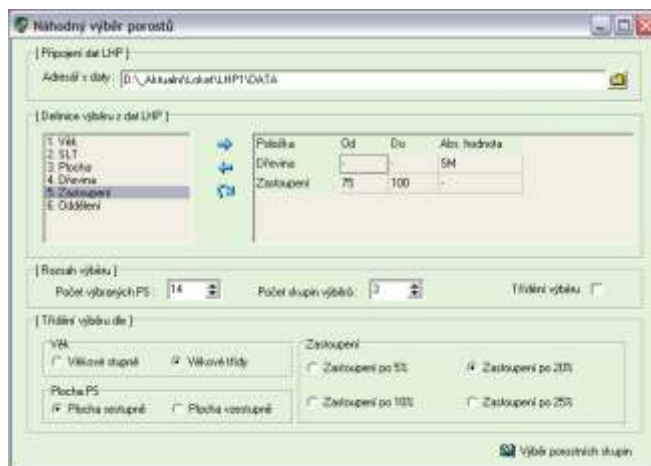 Náhodný výběr porostů
[ Připojení dat LHP ]
Adresář s daty : D:\_Aktualni\Lokat\LHP1\DATA
[ Definice výběru z dat LHP ]
1. Věk
2. SLT
3. Plocha
4. Dřevina
5. Zastoupení
6. Oddělení
Položka Od Do Abs. hodnota
Dřevina - - SM
Zastoupení 75 100 -
[ Rozsah výběru ]
Počet vybraných PS : 14 Počet skupin výběrů : 3 Třídění výběru
[ Třídění výběru dle ]
Věk
Věkové stupně Věkové třídy
Plocha PS
Plocha sestupně Plocha vzestupně
Zastoupení
Zastoupení po 5% Zastoupení po 20%
Zastoupení po 10% Zastoupení po 25%
Výběr porostních skupin